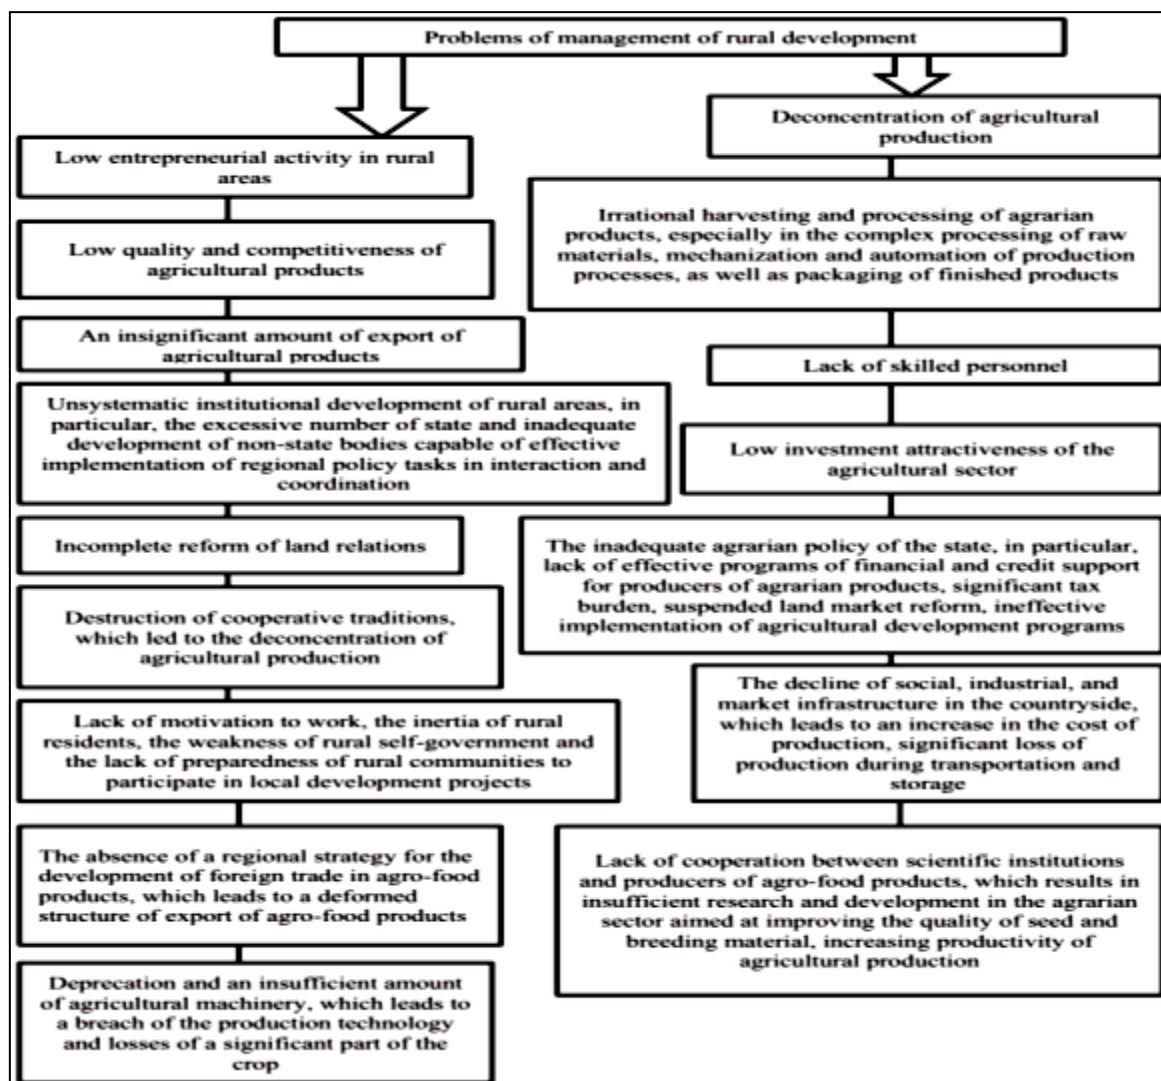 Problems of management of rural development
Low entrepreneurial activity in rural
areas
Low quality and competitiveness of
agricultural products
An insignificant amount of export of
agricultural products
Unsystematic institutional development of rural areas, in
particular, the excessive number of state and inadequate
development of non-state bodies capable of effective
implementation of regional policy tasks in interaction and
coordination
Incomplete reform of land relations
Destruction of cooperative traditions,
which led to the deconcentration of
agricultural production
Lack of motivation to work, the inertia of rural
residents, the weakness of rural self-government and
the lack of preparedness of rural communities to
participate in local development projects
The absence of a regional strategy for the
development of foreign trade in agro-food
products, which leads to a deformed
structure of export of agro-food products
Deprecation and an insufficient amount
of agricultural machinery, which leads to
a breach of the production technology
and losses of a significant part of the
crop
Deconcentration of agricultural
production
Irrational harvesting and processing of agrarian
products, especially in the complex processing of raw
materials, mechanization and automation of production
processes, as well as packaging of finished products
Lack of skilled personnel
Low investment attractiveness of the
agricultural sector
The inadequate agrarian policy of the state, in particular,
lack of effective programs of financial and credit support
for producers of agrarian products, significant tax
burden, suspended land market reform, ineffective
implementation of agricultural development programs
The decline of social, industrial, and
market infrastructure in the countryside,
which leads to an increase in the cost of
production, significant loss of
production during transportation and
storage
Lack of cooperation between scientific institutions
and producers of agro-food products, which results in
insufficient research and development in the agrarian
sector aimed at improving the quality of seed and
breeding material, increasing productivity of
agricultural production